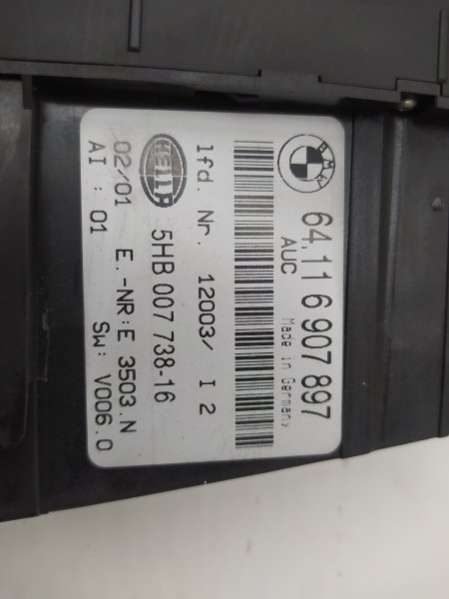 BMW
64.11 6 907 897
AUC
Made in Germany
lfd. Nr. 12003/ I 2
HELLA
5HB 007 738-16
02/01 E.-NR:E 3503.N
AI : 01 SW: V006.0